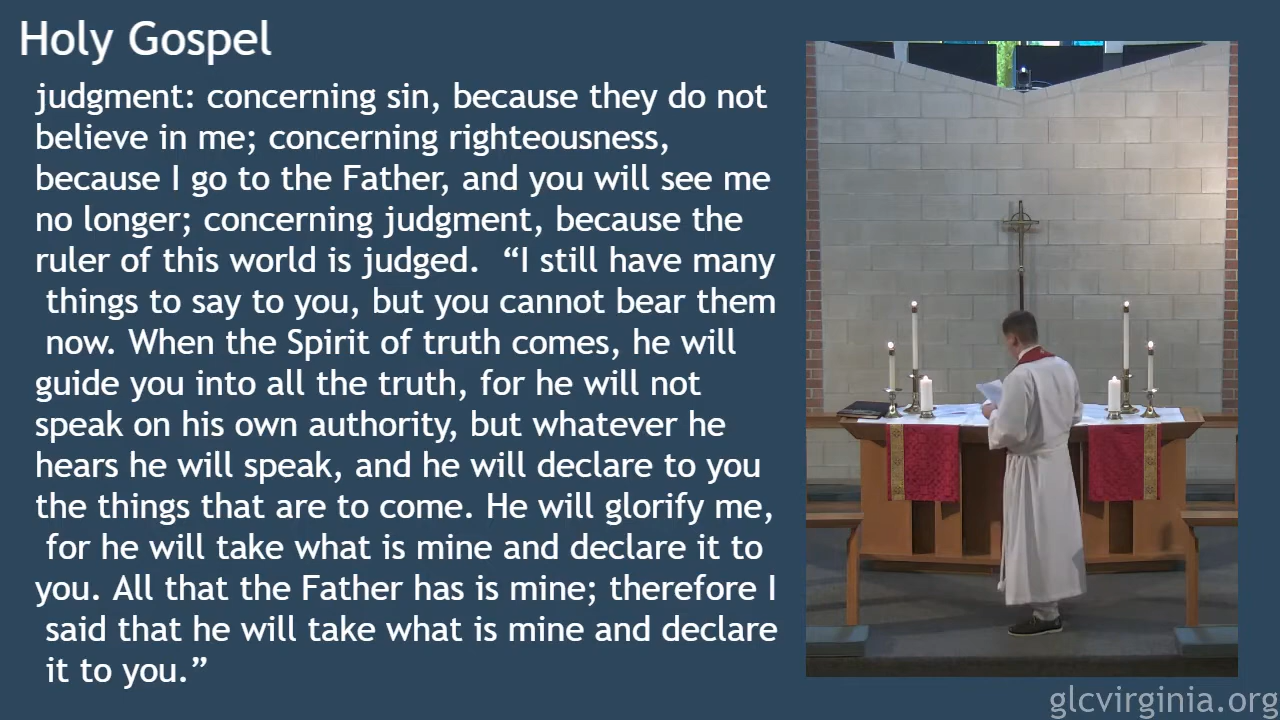 Holy Gospel
judgment: concerning sin, because they do not
believe in me; concerning righteousness,
because I go to the Father, and you will see me
no longer; concerning judgment, because the
ruler of this world is judged.  “I still have many
things to say to you, but you cannot bear them
now. When the Spirit of truth comes, he will
guide you into all the truth, for he will not
speak on his own authority, but whatever he
hears he will speak, and he will declare to you
the things that are to come. He will glorify me,
for he will take what is mine and declare it to
you. All that the Father has is mine; therefore I
said that he will take what is mine and declare
it to you.”
glcvirginia.org